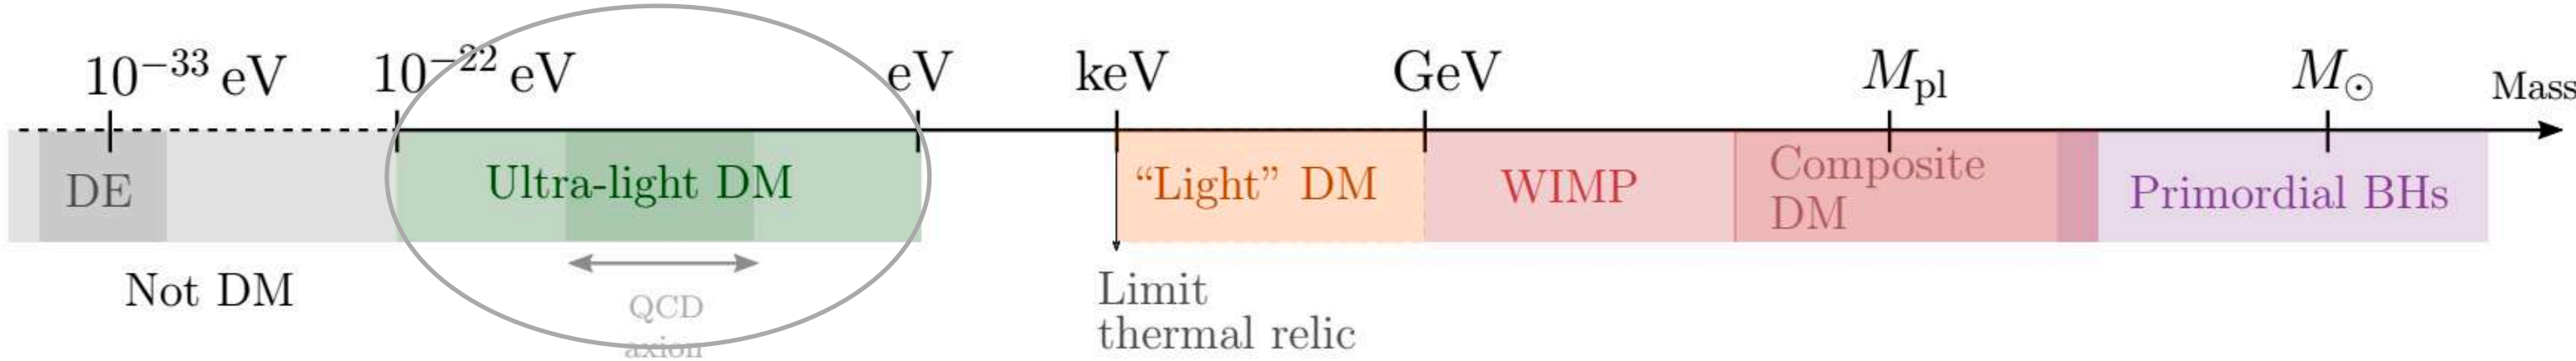 10⁻³³ eV 10⁻²² eV eV keV GeV M_pl M_⊙ Mass
DE
Ultra-light DM
“Light” DM
WIMP
Composite
DM
Primordial BHs
Not DM
QCD
axion
Limit
thermal relic